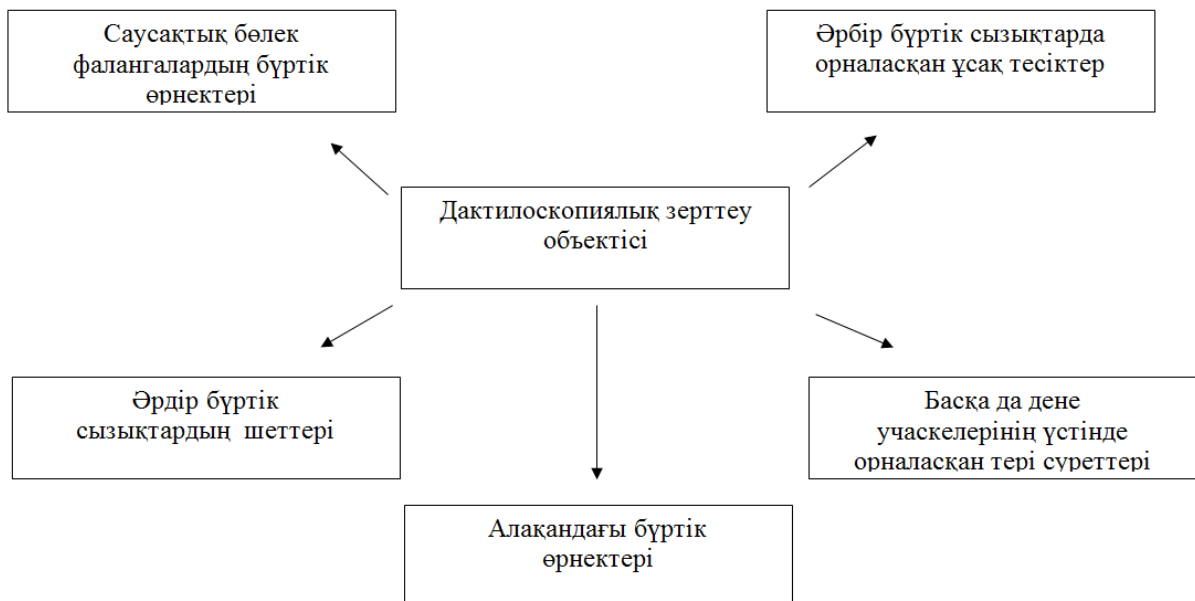 Саусақтық бөлек
фалангалардың бүртік
өрнектері
Әрбір бүртік сызықтарда
орналасқан ұсақ тесіктер
Дактилоскопиялық зерттеу
объектісі
Әрдір бүртік
сызықтардың шеттері
Басқа да дене
учаскелерінің үстінде
орналасқан тері суреттері
Алақандағы бүртік
өрнектері